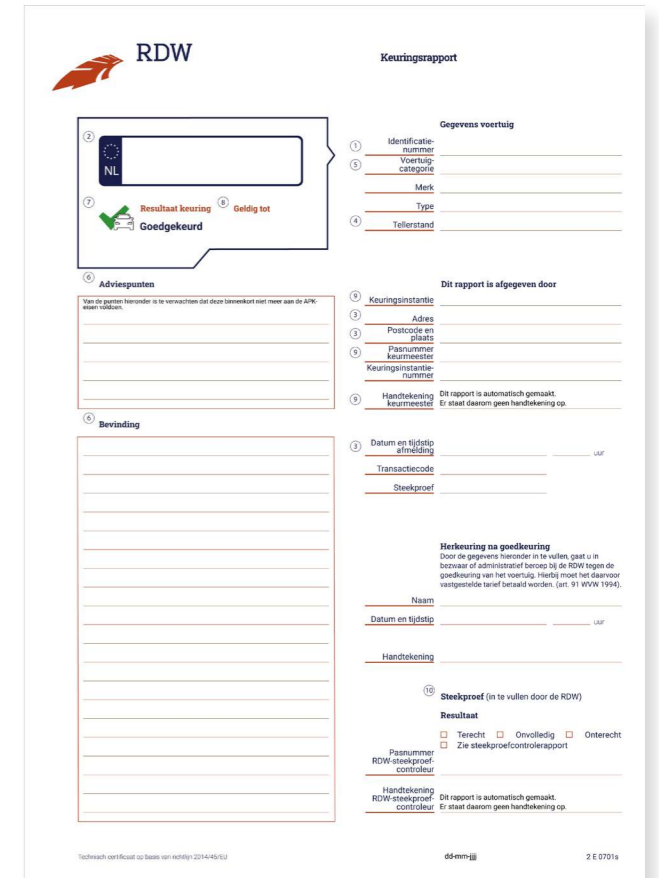 RDW
Keuringsrapport
2
NL
7
Resultaat keuring
8
Geldig tot
Goedgekeurd
Gegevens voertuig
1
Identificatie-
nummer
5
Voertuig-
categorie
Merk
Type
4
Tellerstand
6
Adviespunten
Van de punten hieronder is te verwachten dat deze binnenkort niet meer aan de APK-
eisen voldoen.
Dit rapport is afgegeven door
9
Keuringsinstantie
3
Adres
3
Postcode en
plaats
9
Pasnummer
keurmeester
Keuringsinstantie-
nummer
9
Handtekening
keurmeester
Dit rapport is automatisch gemaakt.
Er staat daarom geen handtekening op.
6
Bevinding
3
Datum en tijdstip
afmelding
uur
Transactiecode
Steekproef
Herkeuring na goedkeuring
Door de gegevens hieronder in te vullen, gaat u in
bezwaar of administratief beroep bij de RDW tegen de
goedkeuring van het voertuig. Hierbij moet het daarvoor
vastgestelde tarief betaald worden. (art. 91 WVW 1994).
Naam
Datum en tijdstip
uur
Handtekening
10
Steekproef (in te vullen door de RDW)
Resultaat
Terecht Onvolledig Onterecht
Zie steekproefcontrolerapport
Pasnummer
RDW-steekproef-
controleur
Handtekening
RDW-steekproef-
controleur
Dit rapport is automatisch gemaakt.
Er staat daarom geen handtekening op.
Technisch certificaat op basis van richtlijn 2014/45/EU
dd-mm-jjjj
2 E 0701s